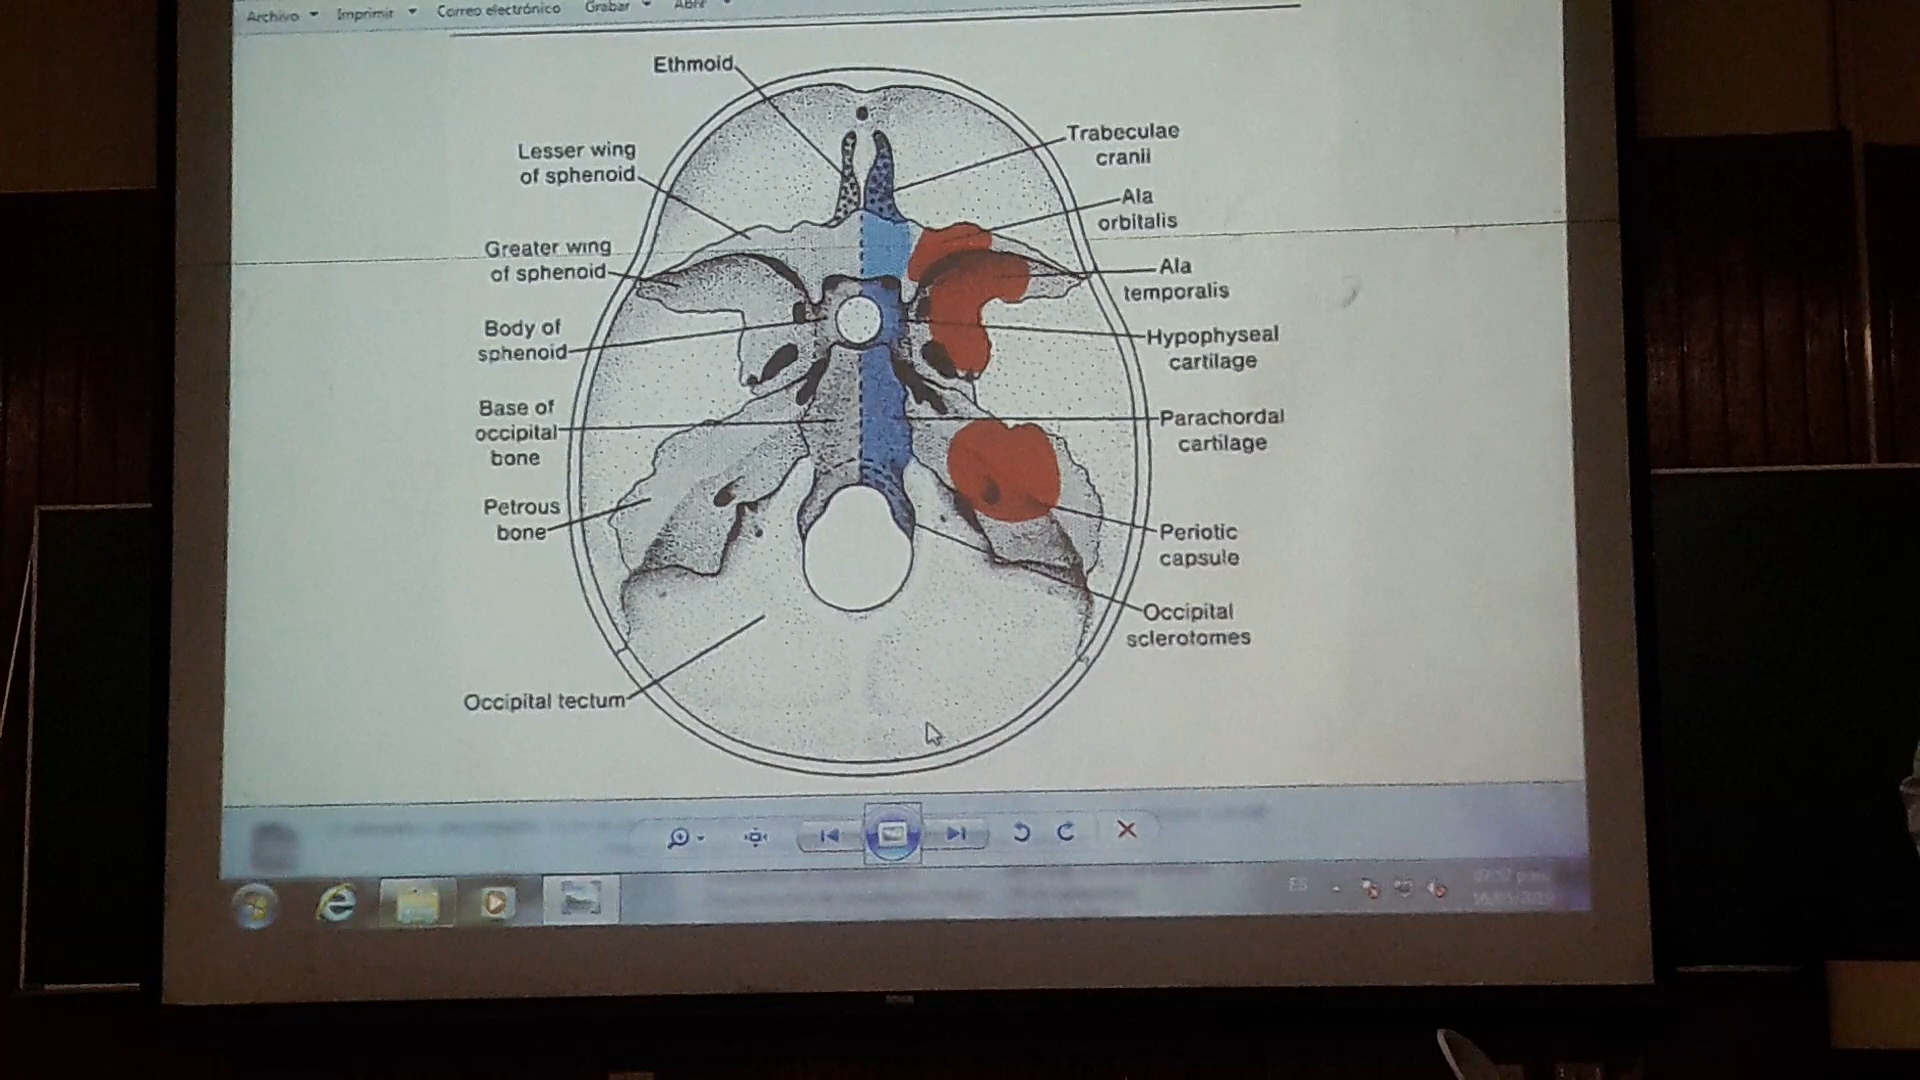 Archivo
Imprimir
Correo electrónico
Grabar
Abrir
Ethmoid
Lesser wing
of sphenoid
Greater wing
of sphenoid
Body of
sphenoid
Base of
occipital
bone
Petrous
bone
Occipital tectum
Trabeculae
cranii
Ala
orbitalis
Ala
temporalis
Hypophyseal
cartilage
Parachordal
cartilage
Periotic
capsule
Occipital
sclerotomes
ES